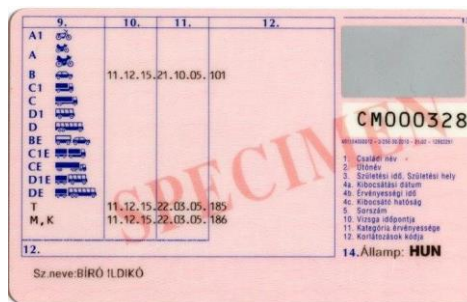 9. 10. 11. 12.
A1
A
B 11.12.15. 21.10.05. 101
C1
C
D1
D
BE
C1E
CE
D1E
DE
T 11.12.15. 22.03.05. 185
M, K 11.12.15. 22.03.05. 186
12.
Sz.neve:BÍRÓ ILDIKÓ
SPECIMEN
CM000328
1. Családi név
2. Utónév
3. Születési idő, Születési hely
4a. Kibocsátási dátum
4b. Érvényességi idő
4c. Kibocsátó hatóság
5. Sorszám
10. Vizsga időpontja
11. Kategória érvényessége
12. Korlátozások kódja
14. Államp: HUN